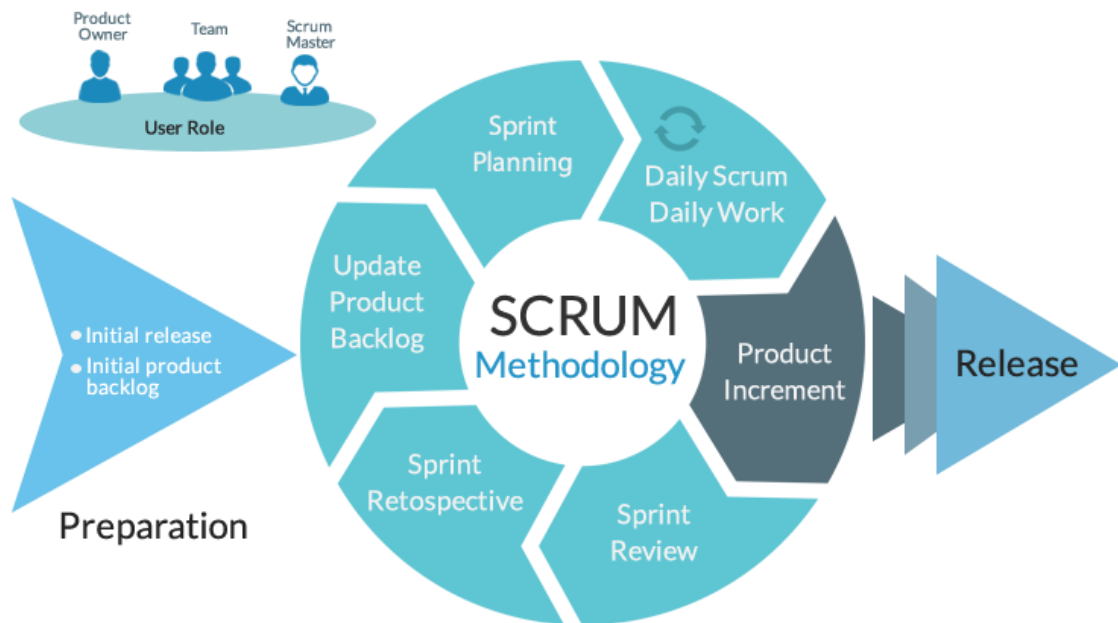 Product
Owner
Team
Scrum
Master
User Role
Sprint
Planning
Daily Scrum
Daily Work
Update
Product
Backlog
SCRUM
Methodology
Initial release
Initial product
backlog
Product
Increment
Release
Sprint
Retospective
Sprint
Review
Preparation